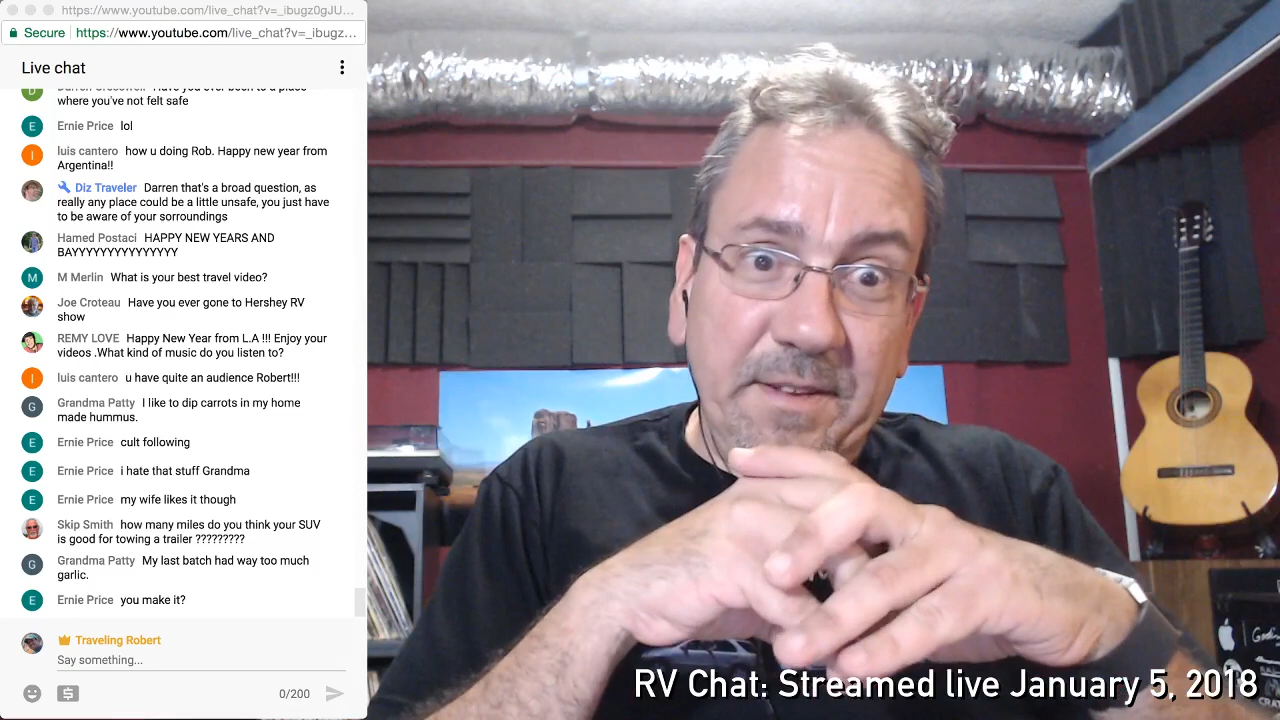 https://www.youtube.com/live_chat?v=_ibugz0gJU...
Secure
https://www.youtube.com/live_chat?v=_ibugz...
Live chat
where you've not felt safe
Ernie Price lol
luis cantero how u doing Rob. Happy new year from
Argentina!!
Diz Traveler Darren that's a broad question, as
really any place could be a little unsafe, you just have
to be aware of your sorroundings
Hamed Postaci HAPPY NEW YEARS AND
BAYYYYYYYYYYYYYYY
M Merlin What is your best travel video?
Joe Croteau Have you ever gone to Hershey RV
show
REMY LOVE Happy New Year from L.A !!! Enjoy your
videos .What kind of music do you listen to?
luis cantero u have quite an audience Robert!!!
Grandma Patty I like to dip carrots in my home
made hummus.
Ernie Price cult following
Ernie Price i hate that stuff Grandma
Ernie Price my wife likes it though
Skip Smith how many miles do you think your SUV
is good for towing a trailer ?????????
Grandma Patty My last batch had way too much
garlic.
Ernie Price you make it?
Traveling Robert
Say something...
0/200
RV Chat: Streamed live January 5, 2018